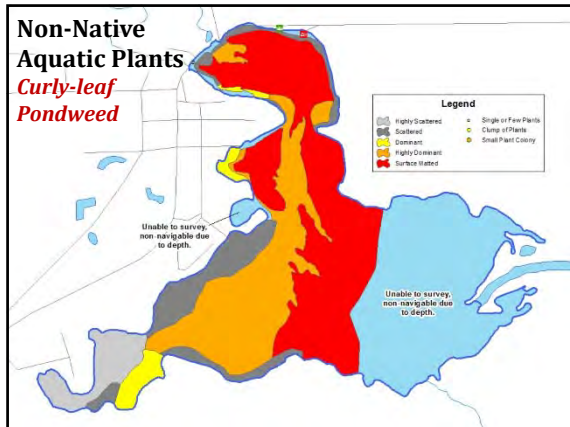 Non-Native
Aquatic Plants
Curly-leaf
Pondweed
Legend
Highly Scattered
Scattered
Dominant
Highly Dominant
Surface Matted
Single or Few Plants
Clump of Plants
Small Plant Colony
Unable to survey,
non-navigable due
to depth.
Unable to survey,
non-navigable due to
depth.